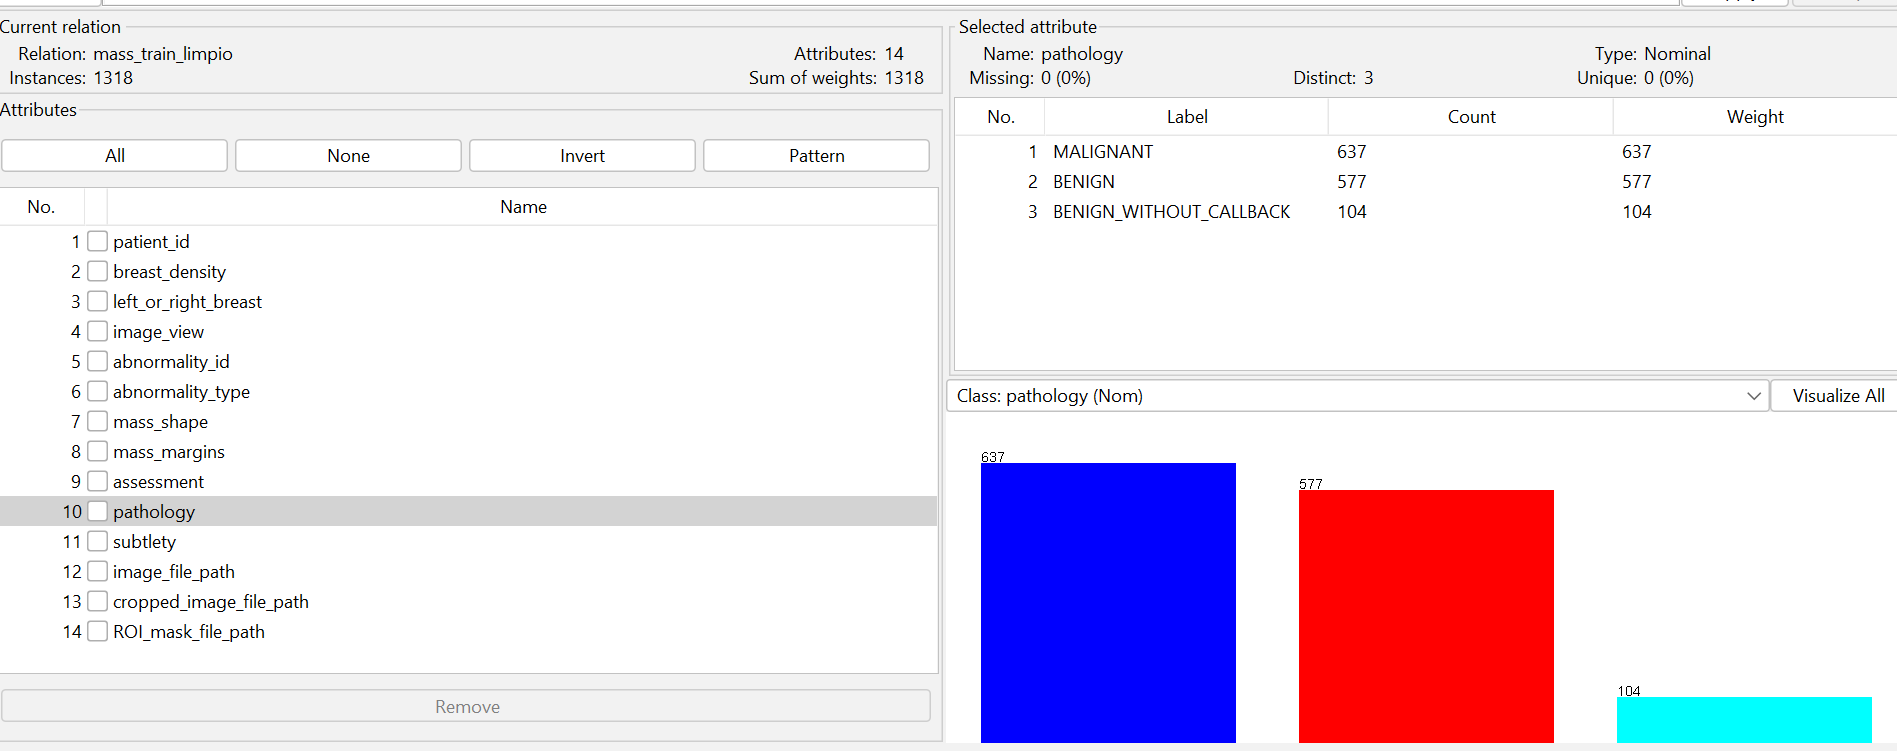 Current relation
Relation: mass_train_limpio
Attributes: 14
Instances: 1318
Sum of weights: 1318
Attributes
All
None
Invert
Pattern
No.
Name
1 patient_id
2 breast_density
3 left_or_right_breast
4 image_view
5 abnormality_id
6 abnormality_type
7 mass_shape
8 mass_margins
9 assessment
10 pathology
11 subtlety
12 image_file_path
13 cropped_image_file_path
14 ROI_mask_file_path
Remove
Selected attribute
Name: pathology
Type: Nominal
Missing: 0 (0%)
Distinct: 3
Unique: 0 (0%)
No. Label Count Weight
1 MALIGNANT 637 637
2 BENIGN 577 577
3 BENIGN_WITHOUT_CALLBACK 104 104
Class: pathology (Nom)
Visualize All
637
577
104